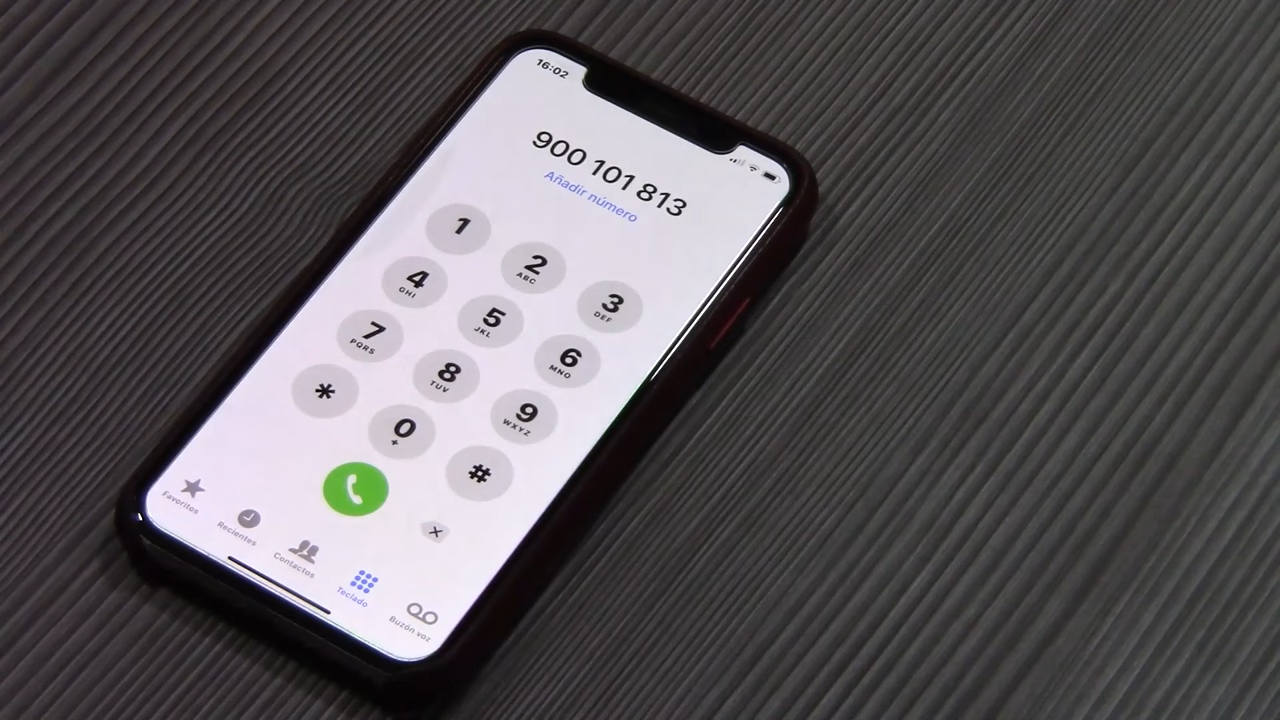 16:02
900 101 813
Añadir número
1
2
ABC
3
DEF
4
GHI
5
JKL
6
MNO
7
PQRS
8
TUV
9
WXYZ
*
0
+
#
Favoritos
Recientes
Contactos
Teclado
Buzón voz